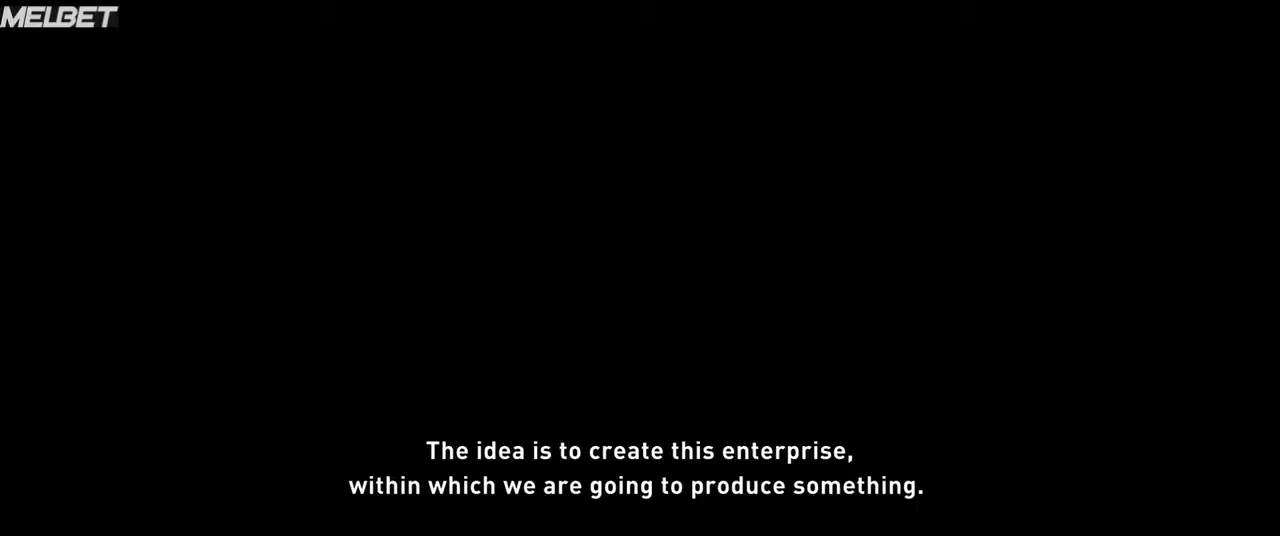 MELBET
The idea is to create this enterprise,
within which we are going to produce something.